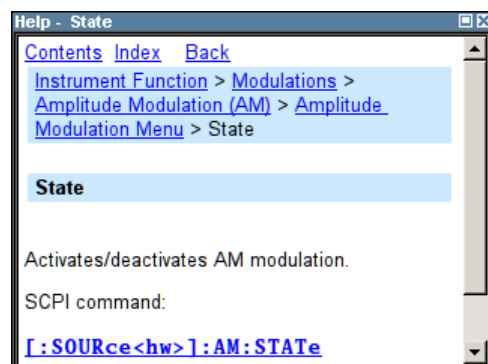 Help - State
Contents Index Back
Instrument Function > Modulations >
Amplitude Modulation (AM) > Amplitude
Modulation Menu > State
State
Activates/deactivates AM modulation.
SCPI command:
[:SOURce<hw>]:AM:STATe